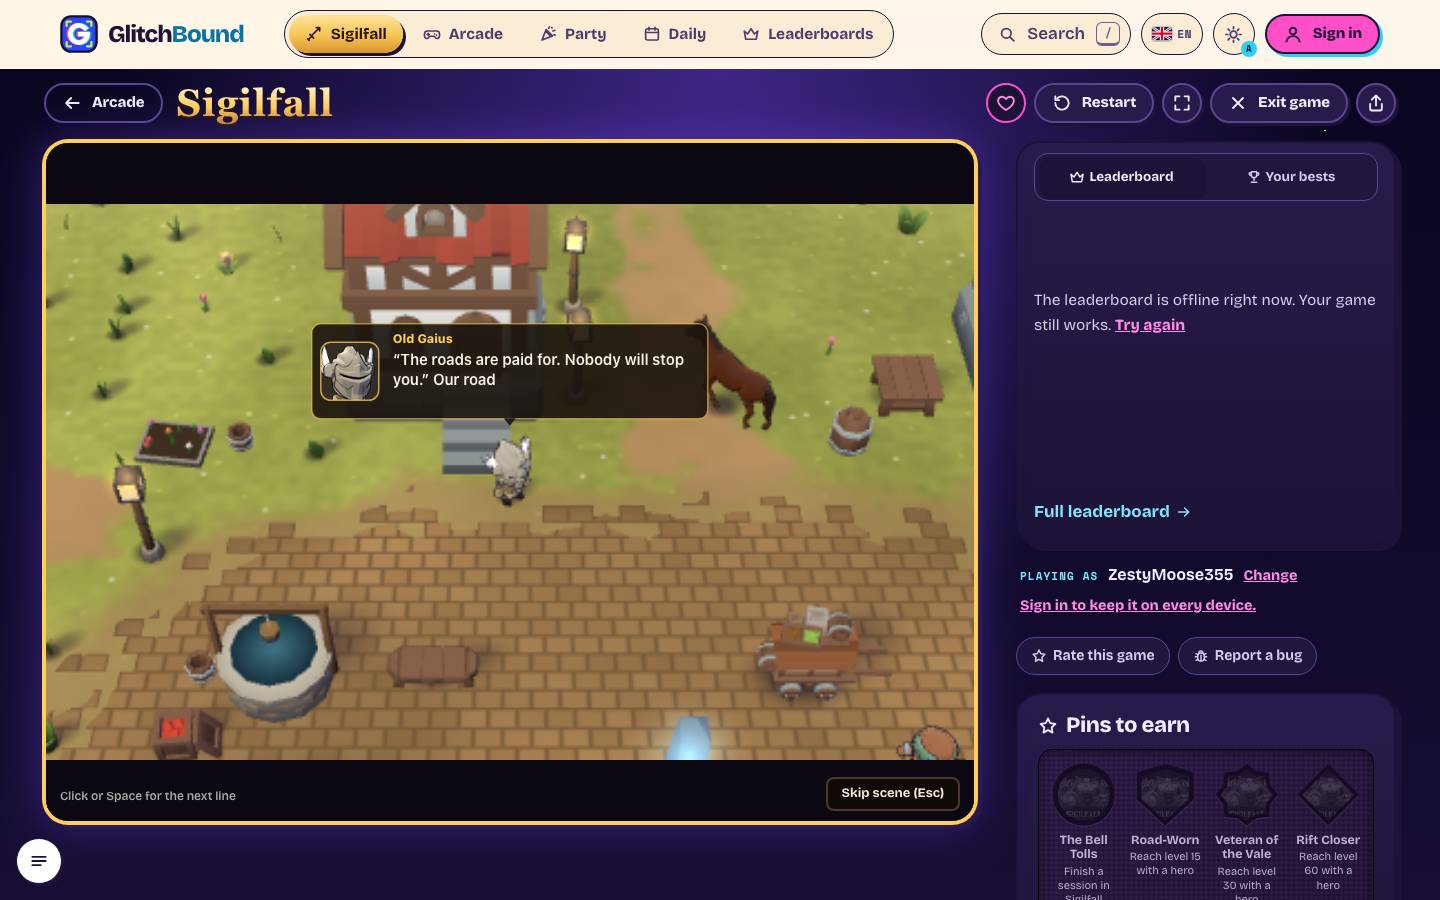 GlitchBound
Sigilfall
Arcade
Party
Daily
Leaderboards
Search /
EN
A
Sign in
Arcade
Sigilfall
Restart
Exit game
Leaderboard
Your bests
The leaderboard is offline right now. Your game
still works. Try again
Full leaderboard →
Old Gaius
“The roads are paid for. Nobody will stop
you.” Our road
Click or Space for the next line
Skip scene (Esc)
PLAYING AS ZestyMoose355 Change
Sign in to keep it on every device.
Rate this game
Report a bug
Pins to earn
The Bell
Tolls
Finish a
session in
Sigilfall
Road-Worn
Reach level 15
with a hero
Veteran of
the Vale
Reach level
30 with a
hero
Rift Closer
Reach level
60 with a
hero